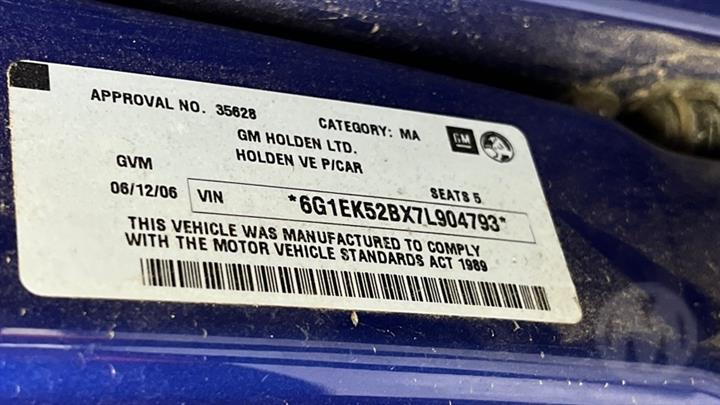 APPROVAL NO. 35628 CATEGORY: MA GM
GM HOLDEN LTD.
GVM HOLDEN VE P/CAR
SEATS 5
06/12/06 VIN *6G1EK52BX7L904793*
THIS VEHICLE WAS MANUFACTURED TO COMPLY
WITH THE MOTOR VEHICLE STANDARDS ACT 1989
M